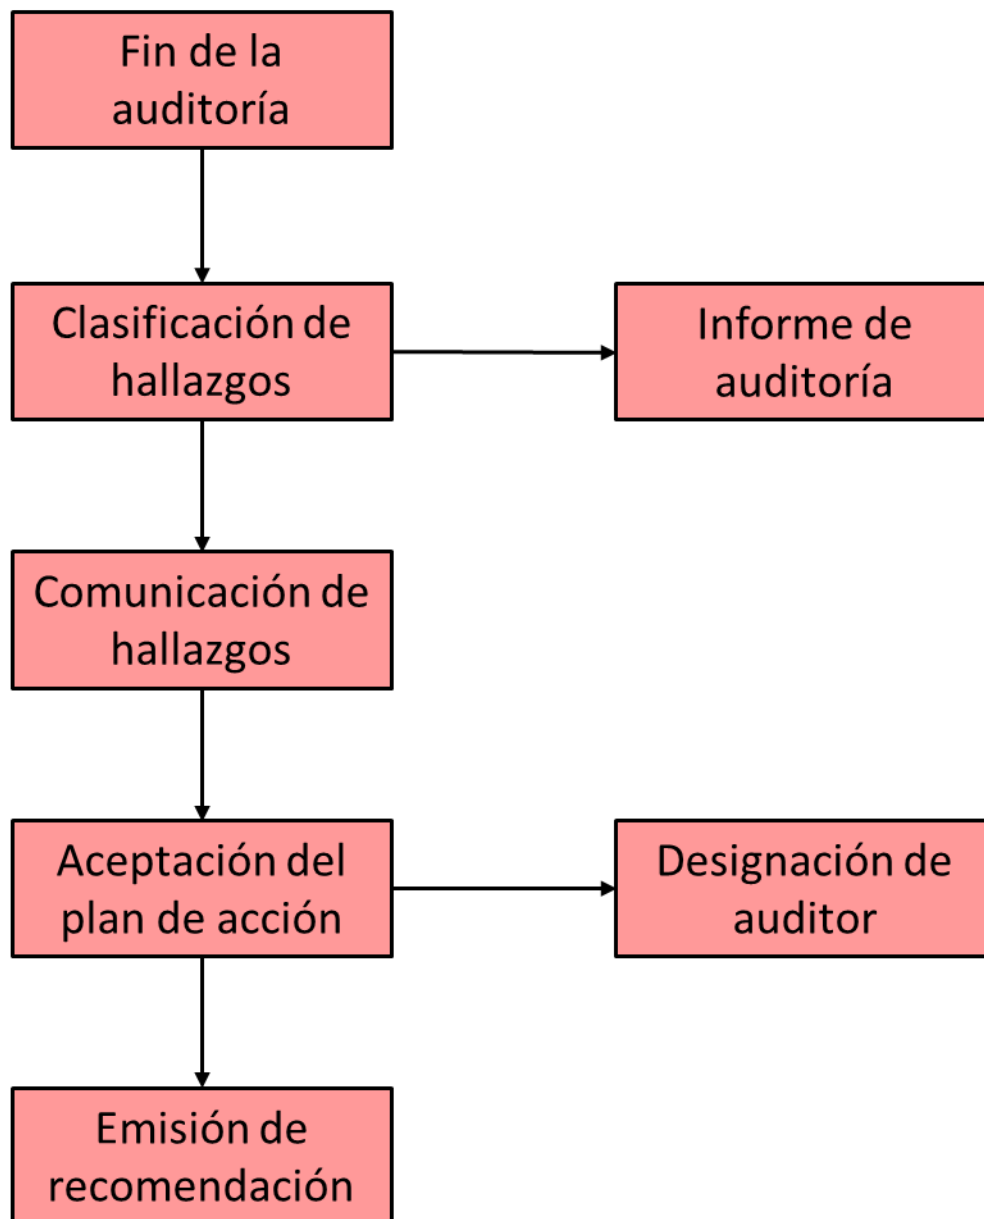 Fin de la
auditoría
Clasificación de
hallazgos
Informe de
auditoría
Comunicación de
hallazgos
Aceptación del
plan de acción
Designación de
auditor
Emisión de
recomendación